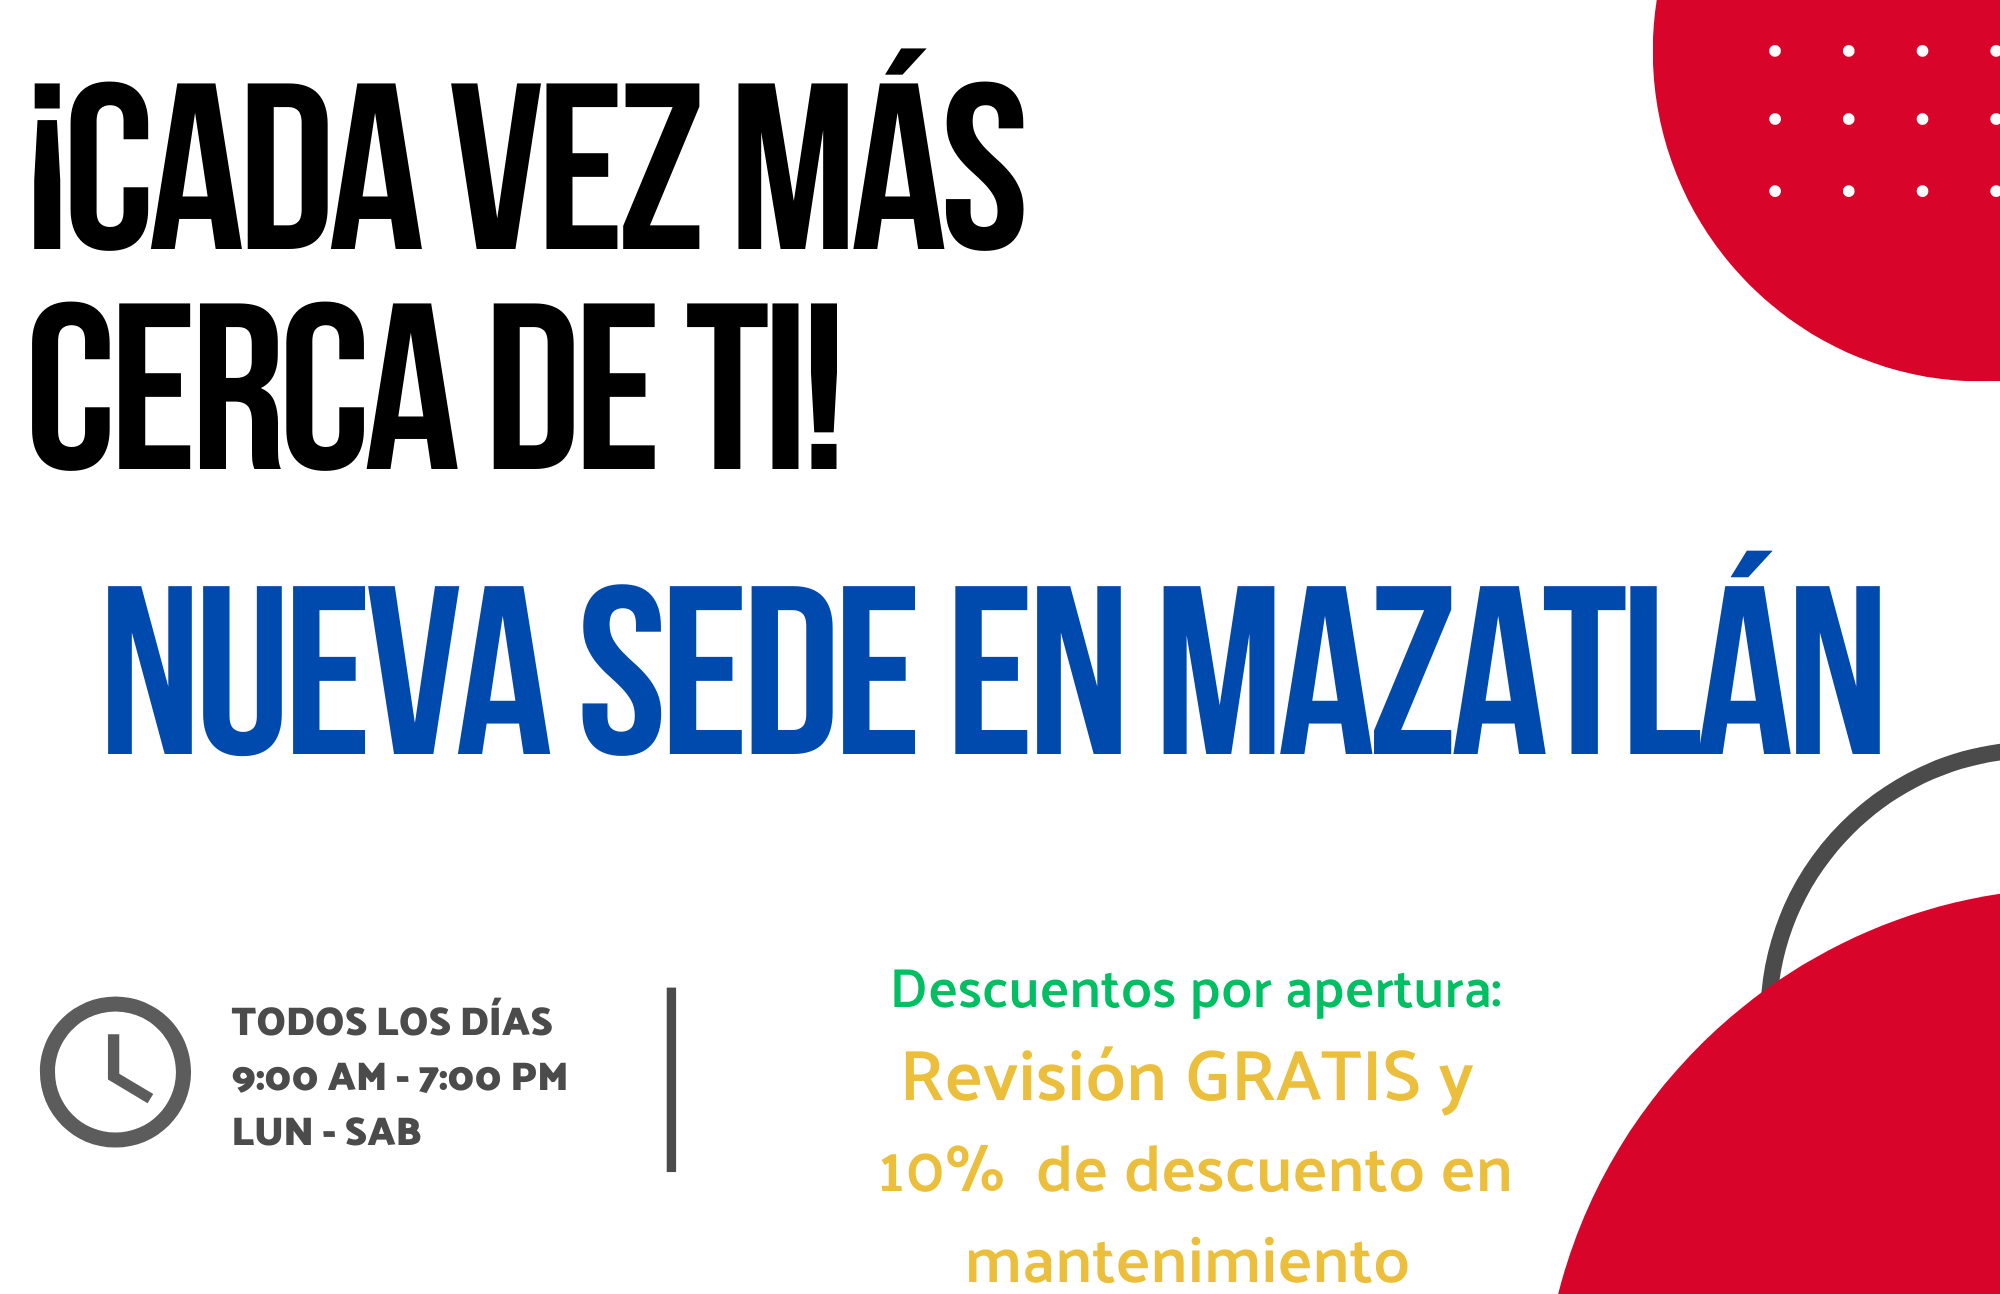 ¡CADA VEZ MÁS
CERCA DE TI!
NUEVA SEDE EN MAZATLÁN
TODOS LOS DÍAS
9:00 AM - 7:00 PM
LUN - SAB
Descuentos por apertura:
Revisión GRATIS y
10% de descuento en
mantenimiento